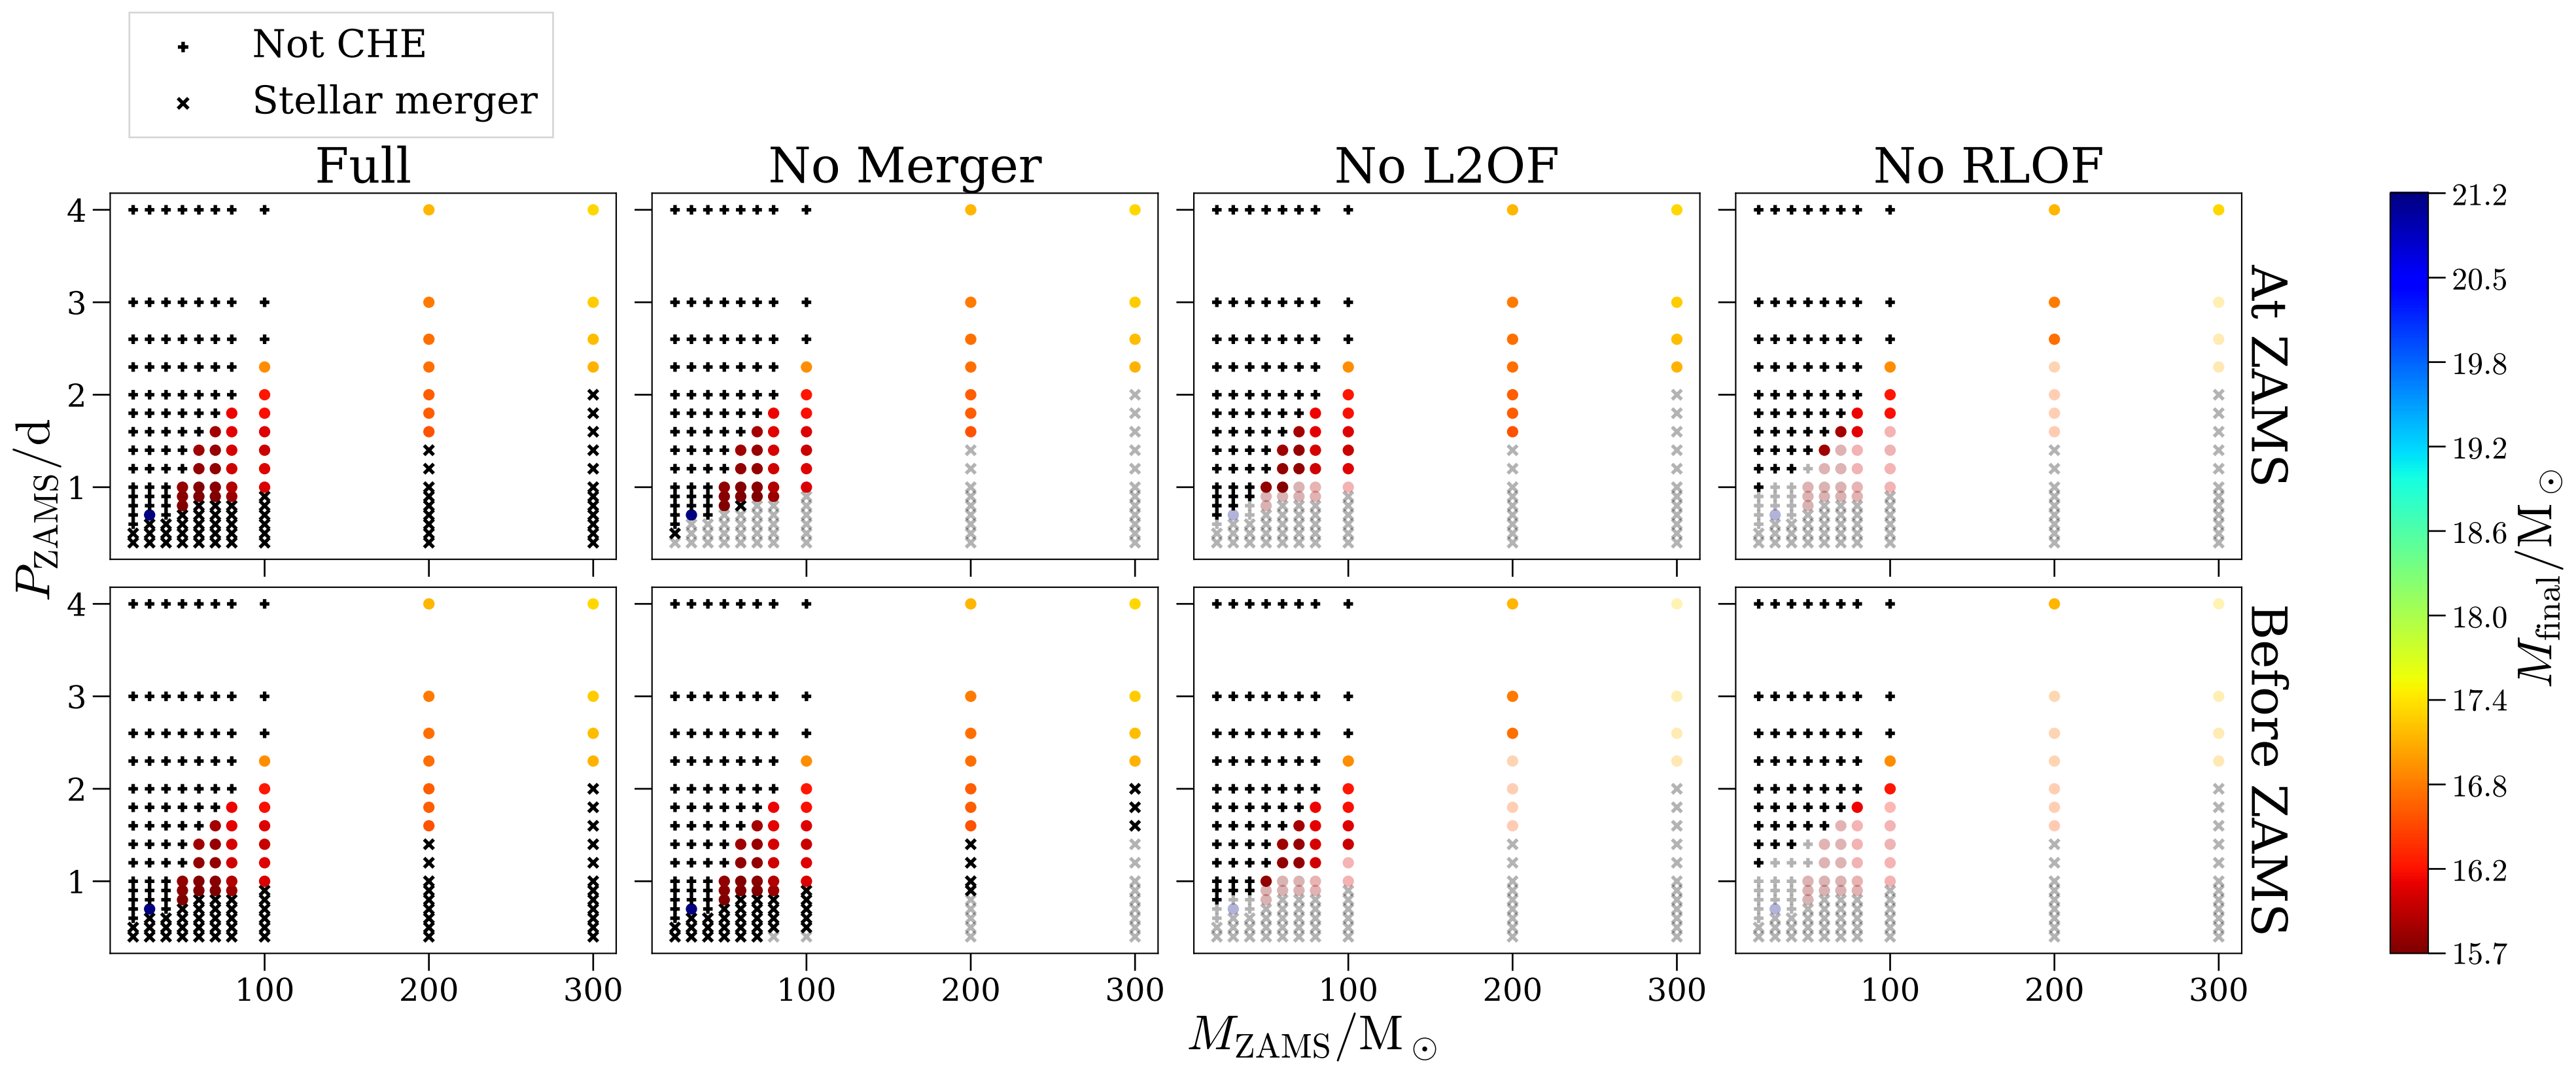 Not CHE
Stellar merger
Full
No Merger
No L2OF
No RLOF
4
3
2
1
4
3
2
1
P_ZAMS/d
At ZAMS
Before ZAMS
100
200
300
100
200
300
100
200
300
100
200
300
M_ZAMS/M_☉
21.2
20.5
19.8
19.2
18.6
18.0
17.4
16.8
16.2
15.7
M_final/M_☉